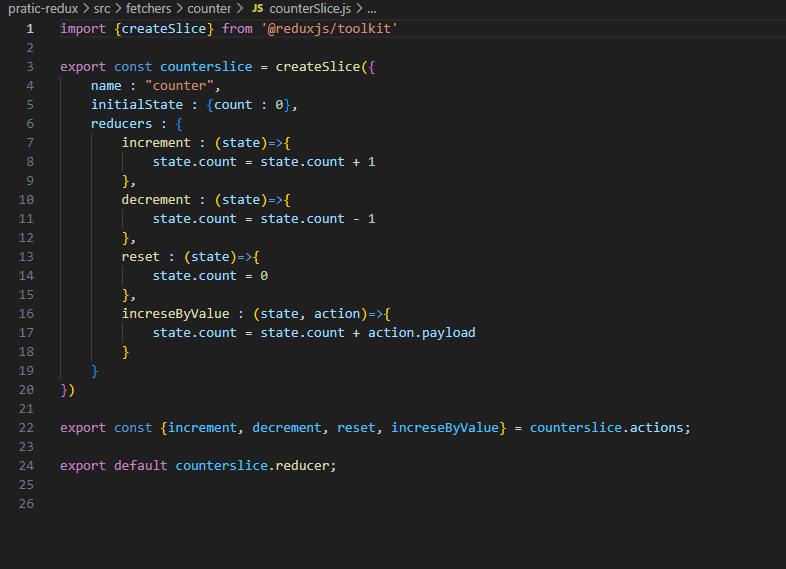 pratic-redux > src > fetchers > counter > JS counterSlice.js > ...
1 import {createSlice} from '@reduxjs/toolkit'
2
3 export const counterslice = createSlice({
4     name : "counter",
5     initialState : {count : 0},
6     reducers : {
7         increment : (state)=>{
8             state.count = state.count + 1
9         },
10         decrement : (state)=>{
11             state.count = state.count - 1
12         },
13         reset : (state)=>{
14             state.count = 0
15         },
16         increseByValue : (state, action)=>{
17             state.count = state.count + action.payload
18         }
19     }
20 })
21
22 export const {increment, decrement, reset, increseByValue} = counterslice.actions;
23
24 export default counterslice.reducer;
25
26